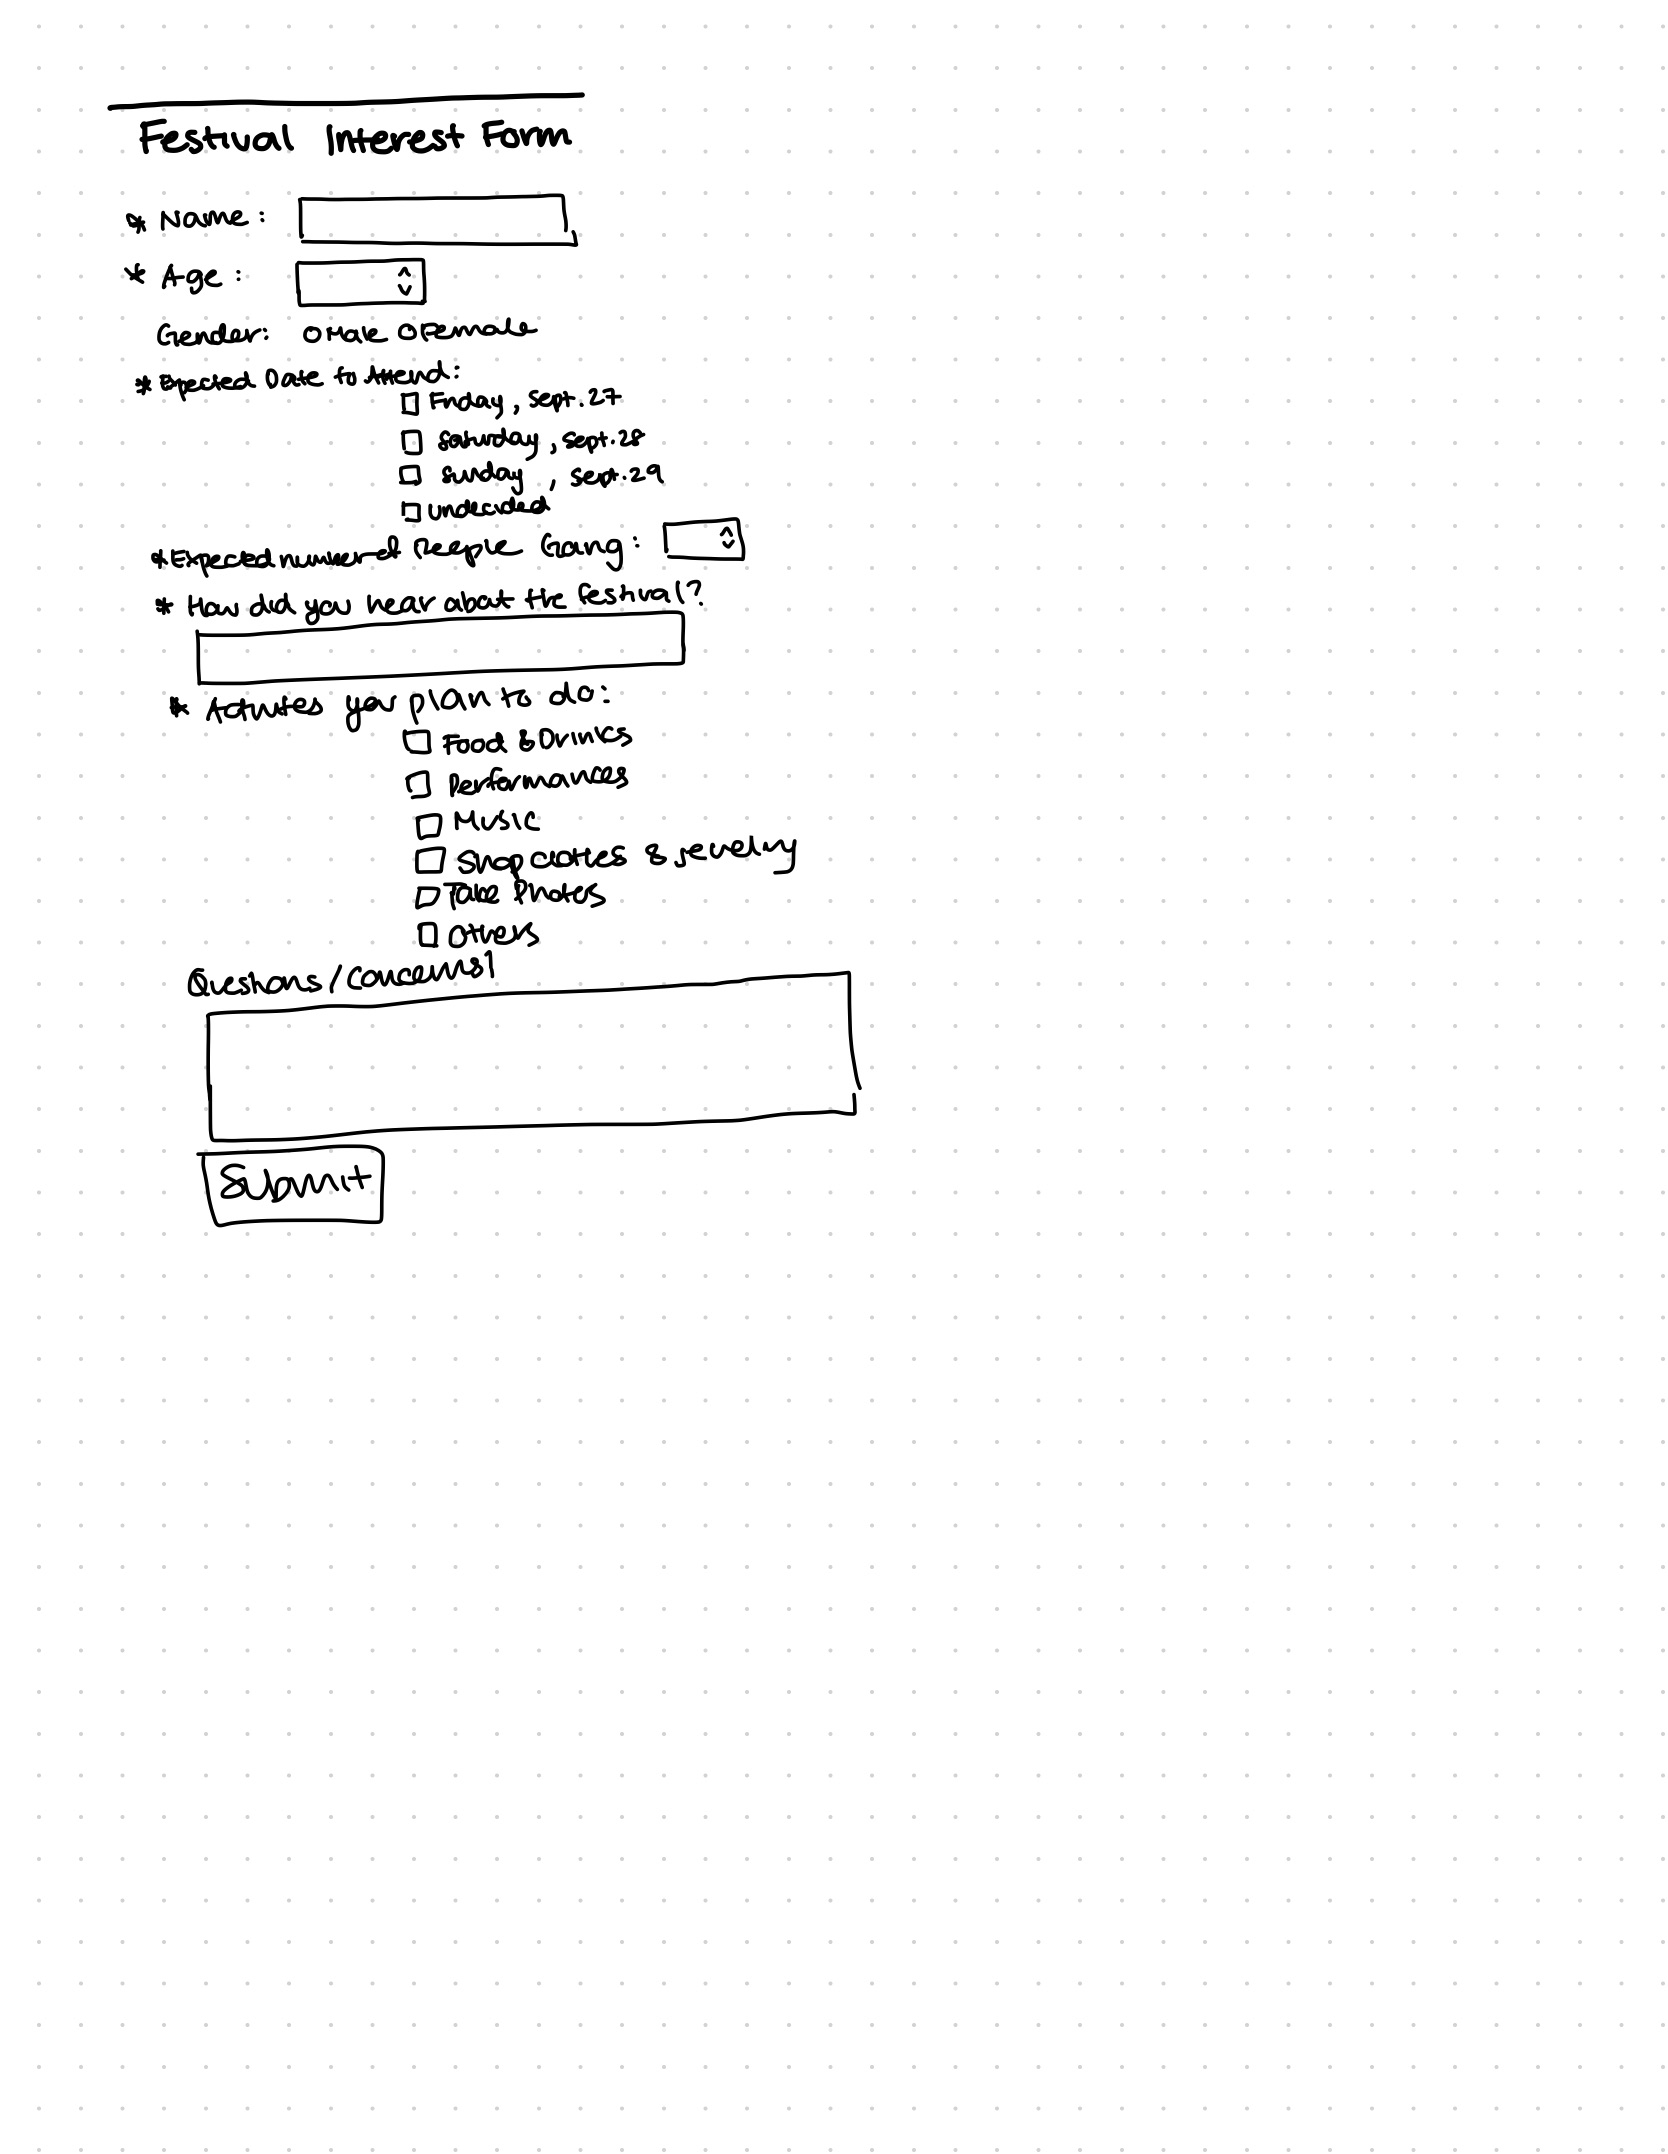 Festival Interest Form
* Name:
* Age:
Gender: O Male O Female
* Expected Date to Attend:
Friday, Sept. 27
Saturday, Sept. 28
Sunday, Sept. 29
undecided
* Expected number of People Going:
* How did you hear about the festival?
* Activites you plan to do:
Food & Drinks
Performances
Music
Shop clothes & jewelry
Take Photos
Others
Questions/Concerns?
Submit